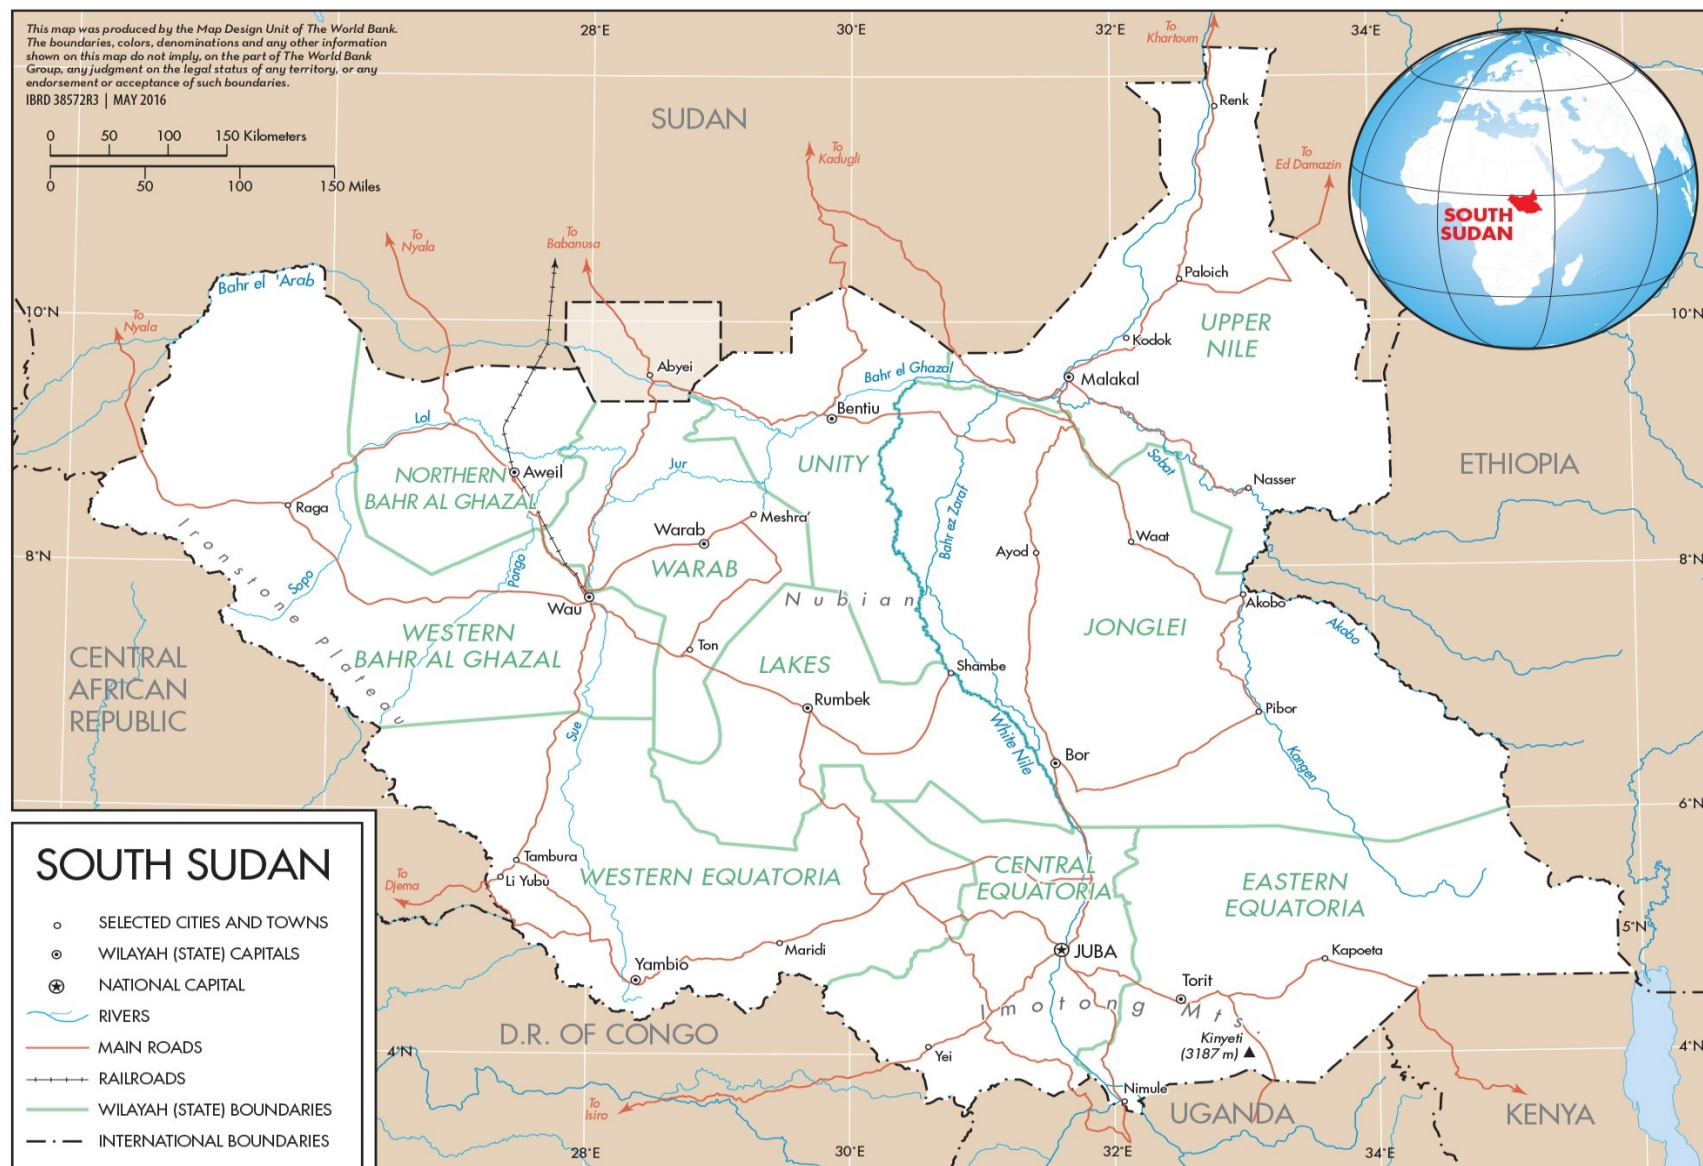 This map was produced by the Map Design Unit of The World Bank.
The boundaries, colors, denominations and any other information
shown on this map do not imply, on the part of The World Bank
Group, any judgment on the legal status of any territory, or any
endorsement or acceptance of such boundaries.
IBRD 38572R3 | MAY 2016
0 50 100 150 Kilometers
0 50 100 150 Miles
28°E
30°E
32°E
34°E
To
Khartoum
SUDAN
Renk
To
Kadugli
To
Ed Damazin
SOUTH
SUDAN
To
Nyala
To
Babanusa
Bahr el 'Arab
Paloich
10°N
To
Nyala
10°N
UPPER
NILE
Kodok
Abyei
Bahr el Ghazal
Malakal
Lol
Bentiu
NORTHERN
BAHR AL GHAZAL
Aweil
Jur
UNITY
Sobat
ETHIOPIA
Nasser
Raga
Meshra'
Warab
Bahr ez Zaraf
Waat
Ayod
8°N
8°N
Ironstone Plateau
Sopo
Pongo
WARAB
Wau
Nubian
Akobo
Akobo
WESTERN
BAHR AL GHAZAL
JONGLEI
CENTRAL
AFRICAN
REPUBLIC
Ton
LAKES
Shambe
Rumbek
Pibor
Sue
White Nile
Bor
Kangen
6°N
SOUTH SUDAN
Tambura
Li Yubu
To
Djema
WESTERN EQUATORIA
CENTRAL
EQUATORIA
EASTERN
EQUATORIA
SELECTED CITIES AND TOWNS
WILAYAH (STATE) CAPITALS
NATIONAL CAPITAL
RIVERS
MAIN ROADS
RAILROADS
WILAYAH (STATE) BOUNDARIES
INTERNATIONAL BOUNDARIES
5°N
Maridi
JUBA
Kapoeta
Yambio
Torit
Imotong Mts.
D.R. OF CONGO
Kinyeti
(3187 m)
4°N
4°N
Yei
Nimule
To
Isiro
UGANDA
KENYA
28°E
30°E
32°E
34°E